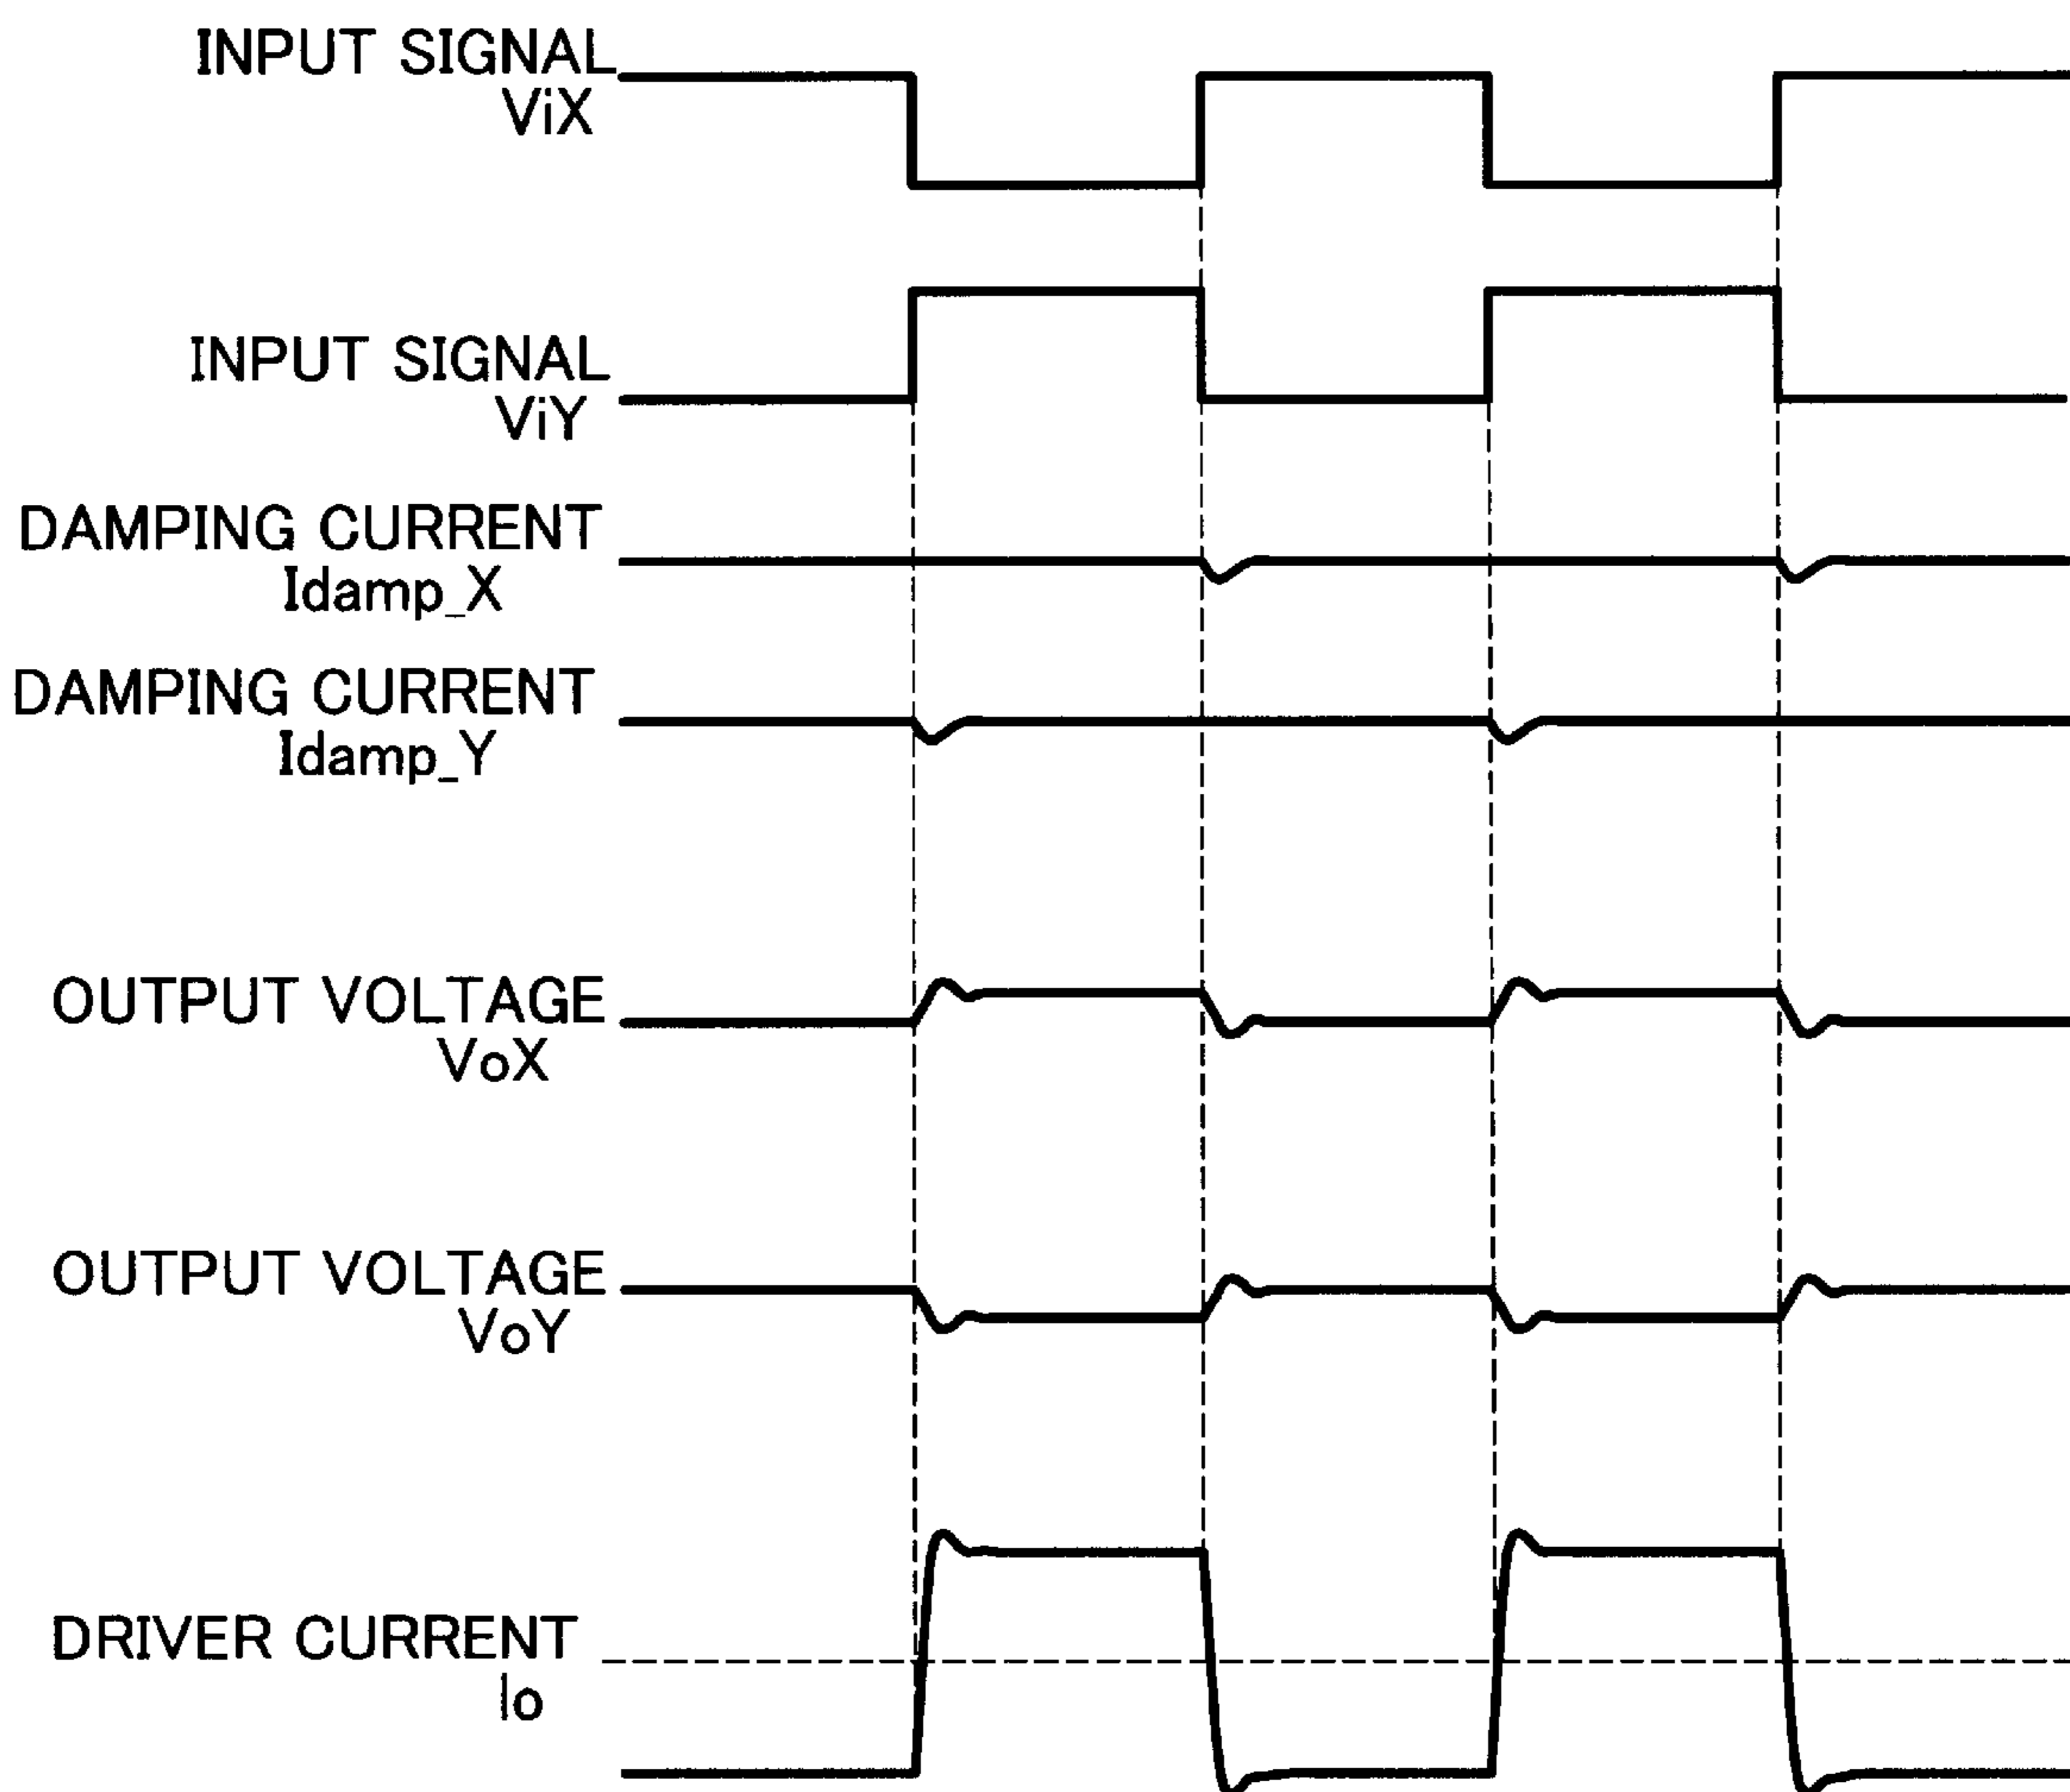 INPUT SIGNAL
ViX
INPUT SIGNAL
ViY
DAMPING CURRENT
Idamp_X
DAMPING CURRENT
Idamp_Y
OUTPUT VOLTAGE
VoX
OUTPUT VOLTAGE
VoY
DRIVER CURRENT
Io